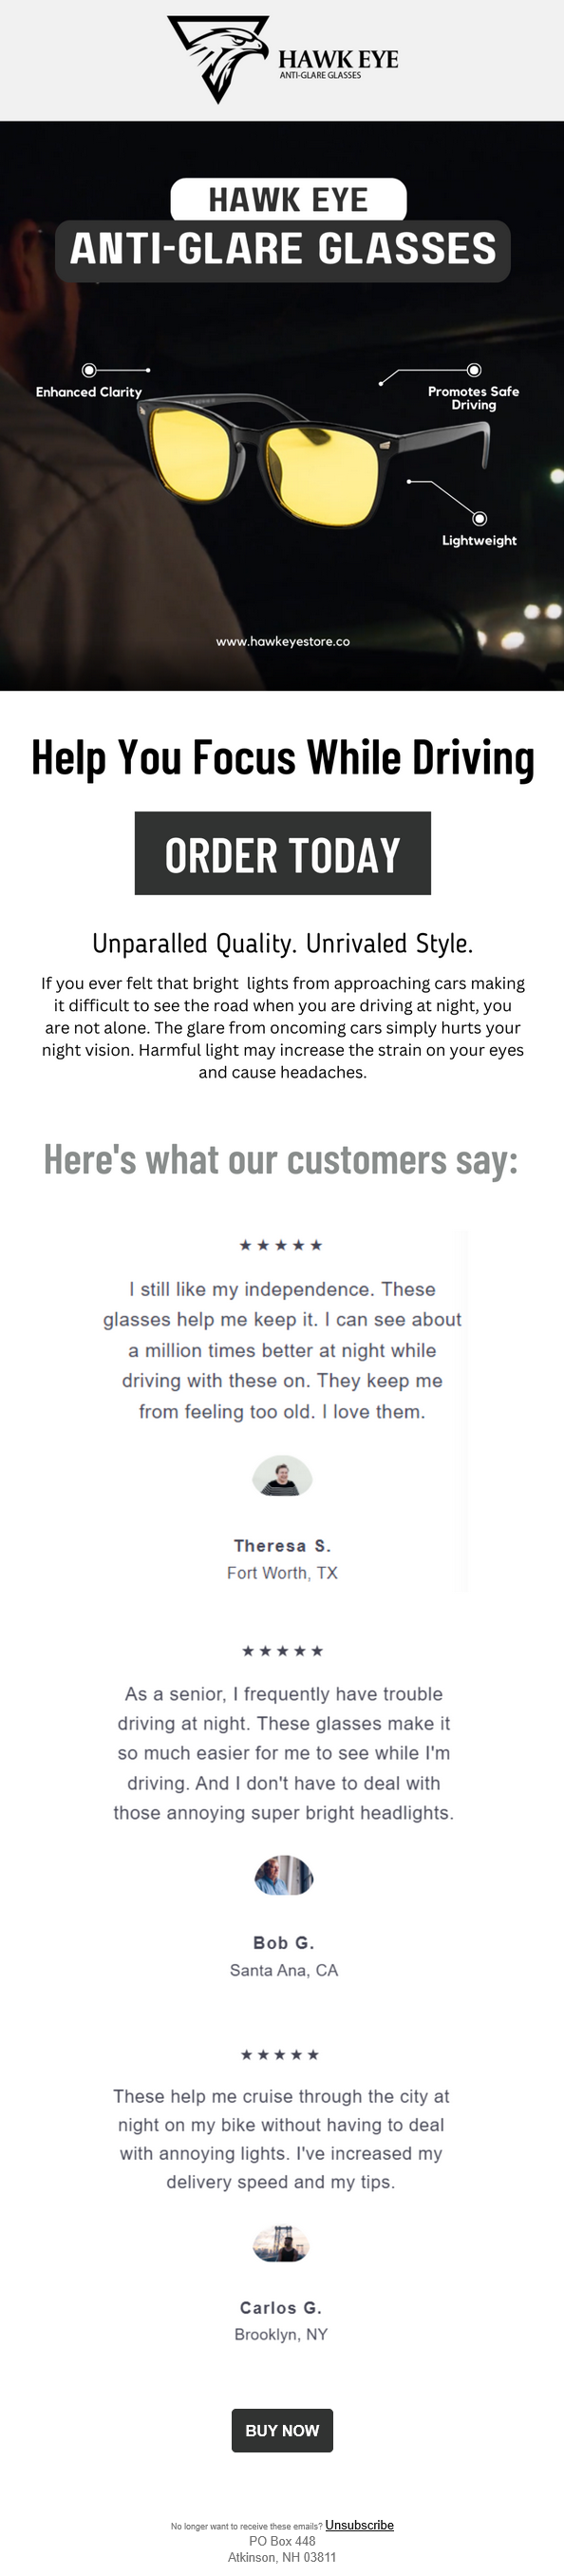 HAWK EYE
ANTI-GLARE GLASSES
HAWK EYE
ANTI-GLARE GLASSES
Enhanced Clarity
Promotes Safe
Driving
Lightweight
www.hawkeyestore.co
Help You Focus While Driving
ORDER TODAY
Unparalled Quality. Unrivaled Style.
If you ever felt that bright lights from approaching cars making
it difficult to see the road when you are driving at night, you
are not alone. The glare from oncoming cars simply hurts your
night vision. Harmful light may increase the strain on your eyes
and cause headaches.
Here's what our customers say:
★★★★★
I still like my independence. These
glasses help me keep it. I can see about
a million times better at night while
driving with these on. They keep me
from feeling too old. I love them.
Theresa S.
Fort Worth, TX
★★★★★
As a senior, I frequently have trouble
driving at night. These glasses make it
so much easier for me to see while I'm
driving. And I don't have to deal with
those annoying super bright headlights.
Bob G.
Santa Ana, CA
★★★★★
These help me cruise through the city at
night on my bike without having to deal
with annoying lights. I've increased my
delivery speed and my tips.
Carlos G.
Brooklyn, NY
BUY NOW
No longer want to receive these emails? Unsubscribe
PO Box 448
Atkinson, NH 03811